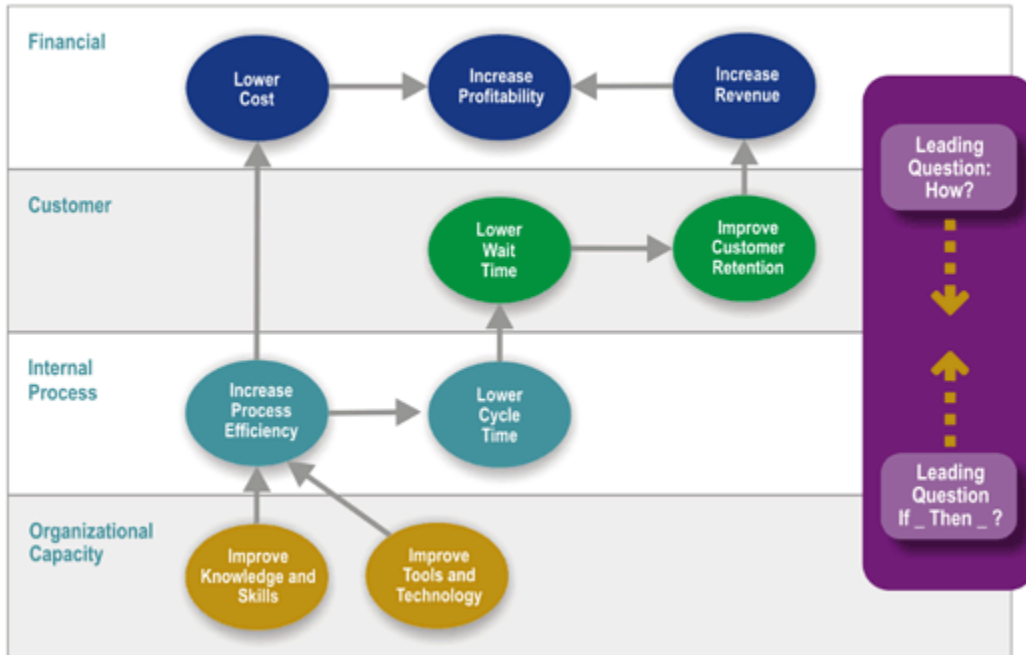 Financial
Lower
Cost
Increase
Profitability
Increase
Revenue
Leading
Question:
How?
Customer
Lower
Wait
Time
Improve
Customer
Retention
Internal
Process
Increase
Process
Efficiency
Lower
Cycle
Time
Leading
Question
If _ Then _ ?
Organizational
Capacity
Improve
Knowledge and
Skills
Improve
Tools and
Technology